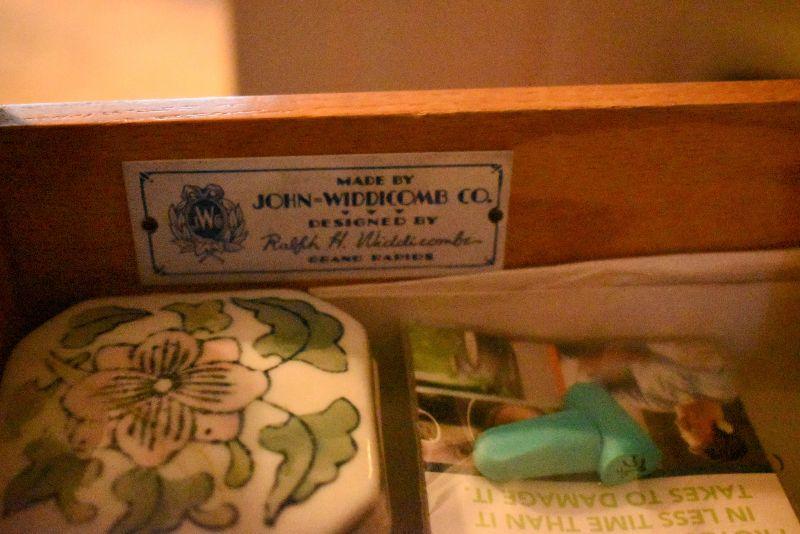 MADE BY
JOHN-WIDDICOMB CO.
DESIGNED BY
Ralph H. Widdicomb
GRAND RAPIDS
JW
IN LESS TIME THAN IT
TAKES TO DAMAGE IT.